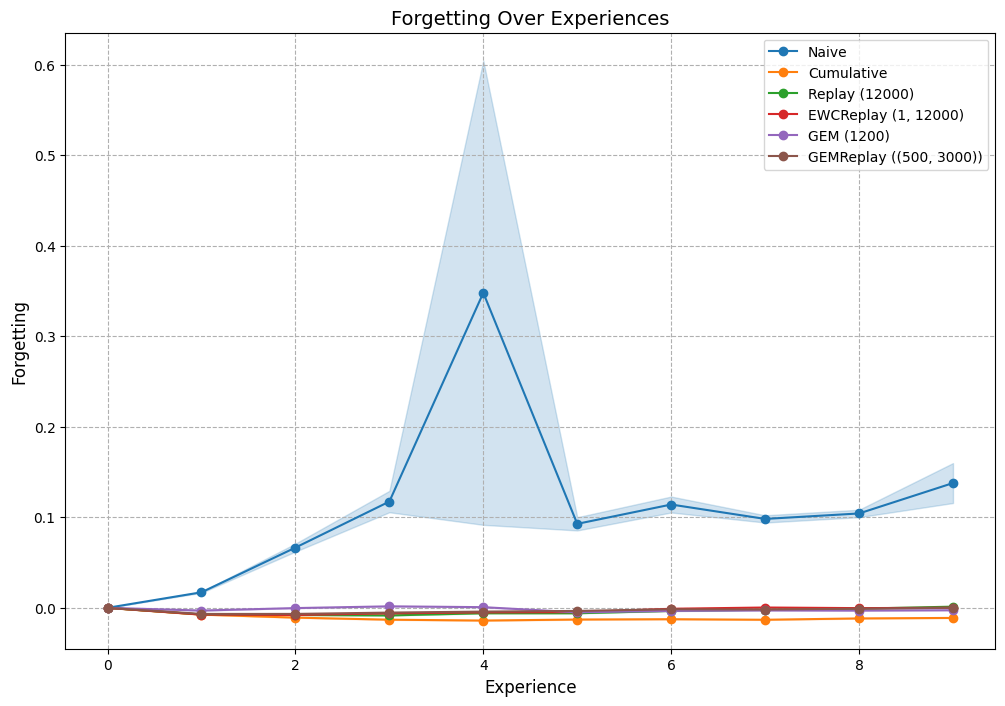 Forgetting Over Experiences
Naive
Cumulative
Replay (12000)
EWCReplay (1, 12000)
GEM (1200)
GEMReplay ((500, 3000))
Forgetting
0.6
0.5
0.4
0.3
0.2
0.1
0.0
0 2 4 6 8
Experience